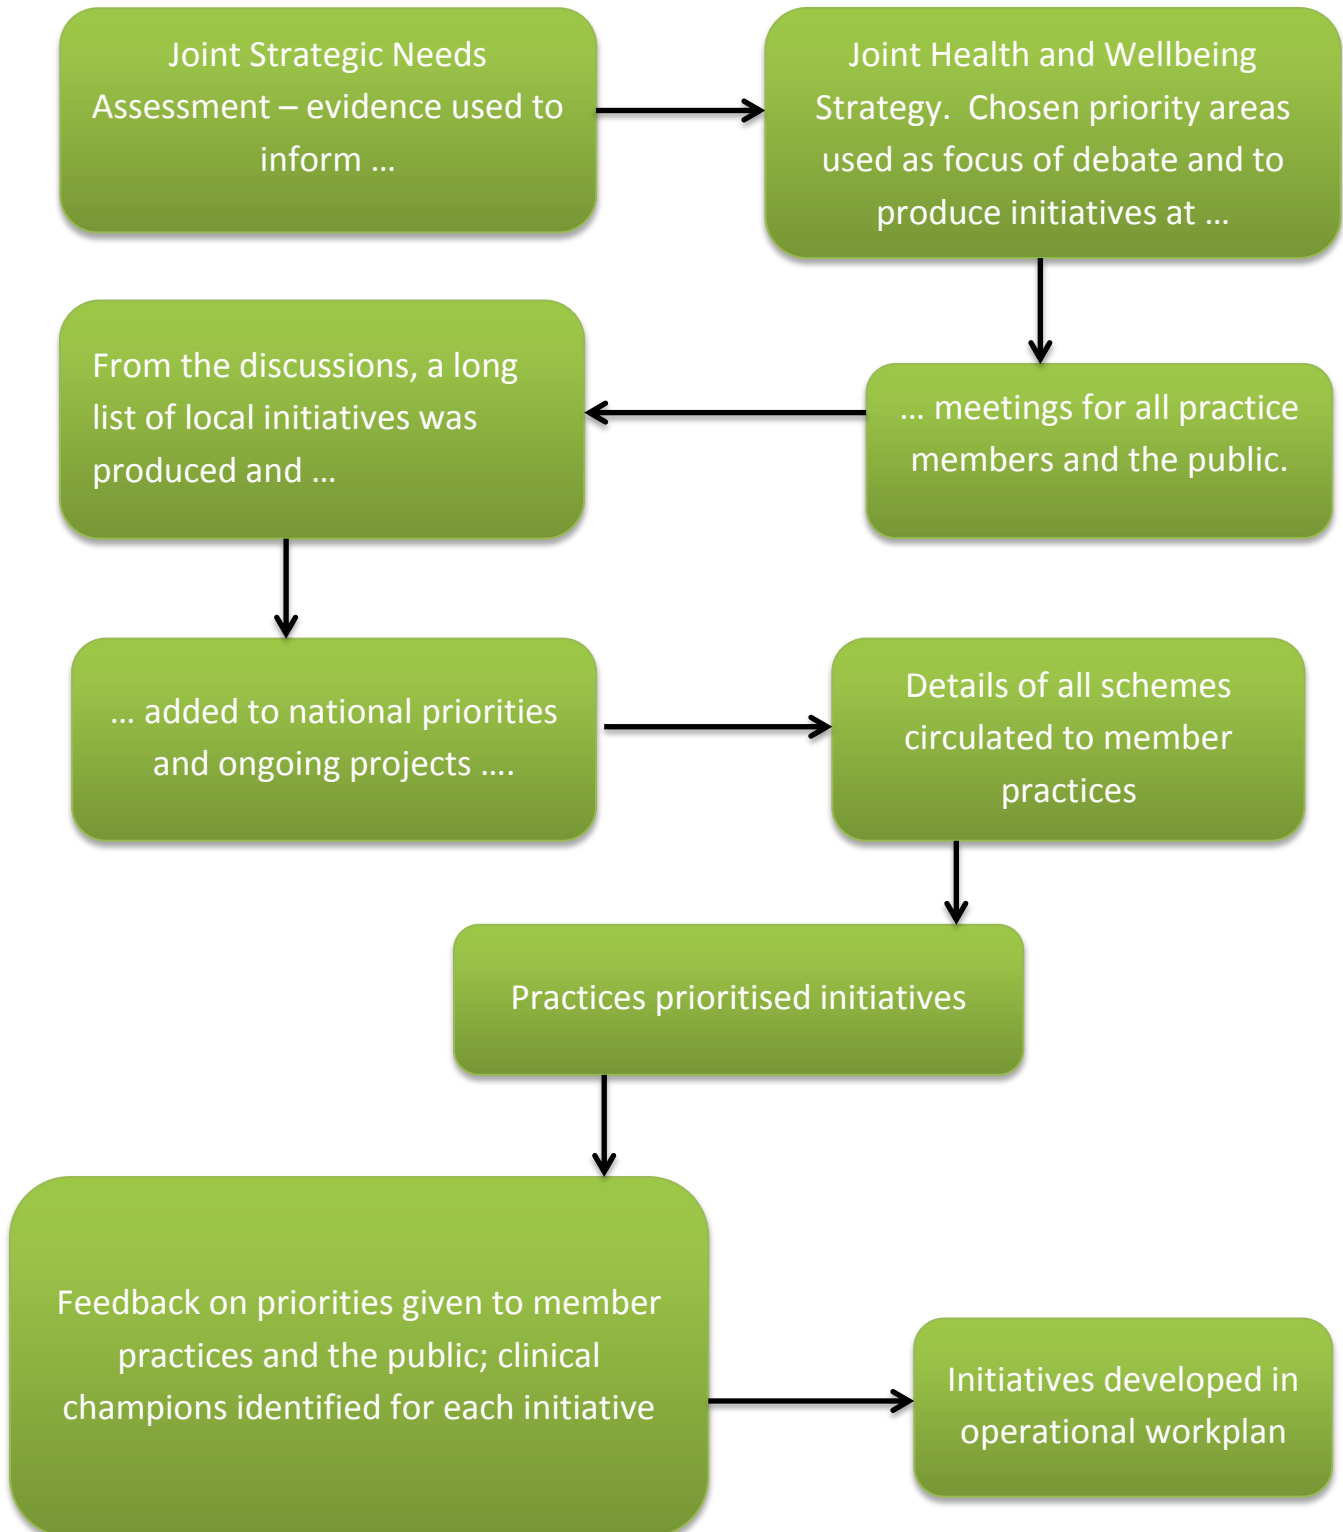 Joint Strategic Needs
Assessment – evidence used to
inform …
Joint Health and Wellbeing
Strategy.  Chosen priority areas
used as focus of debate and to
produce initiatives at …
… meetings for all practice
members and the public.
From the discussions, a long
list of local initiatives was
produced and …
… added to national priorities
and ongoing projects ….
Details of all schemes
circulated to member
practices
Practices prioritised initiatives
Feedback on priorities given to member
practices and the public; clinical
champions identified for each initiative
Initiatives developed in
operational workplan